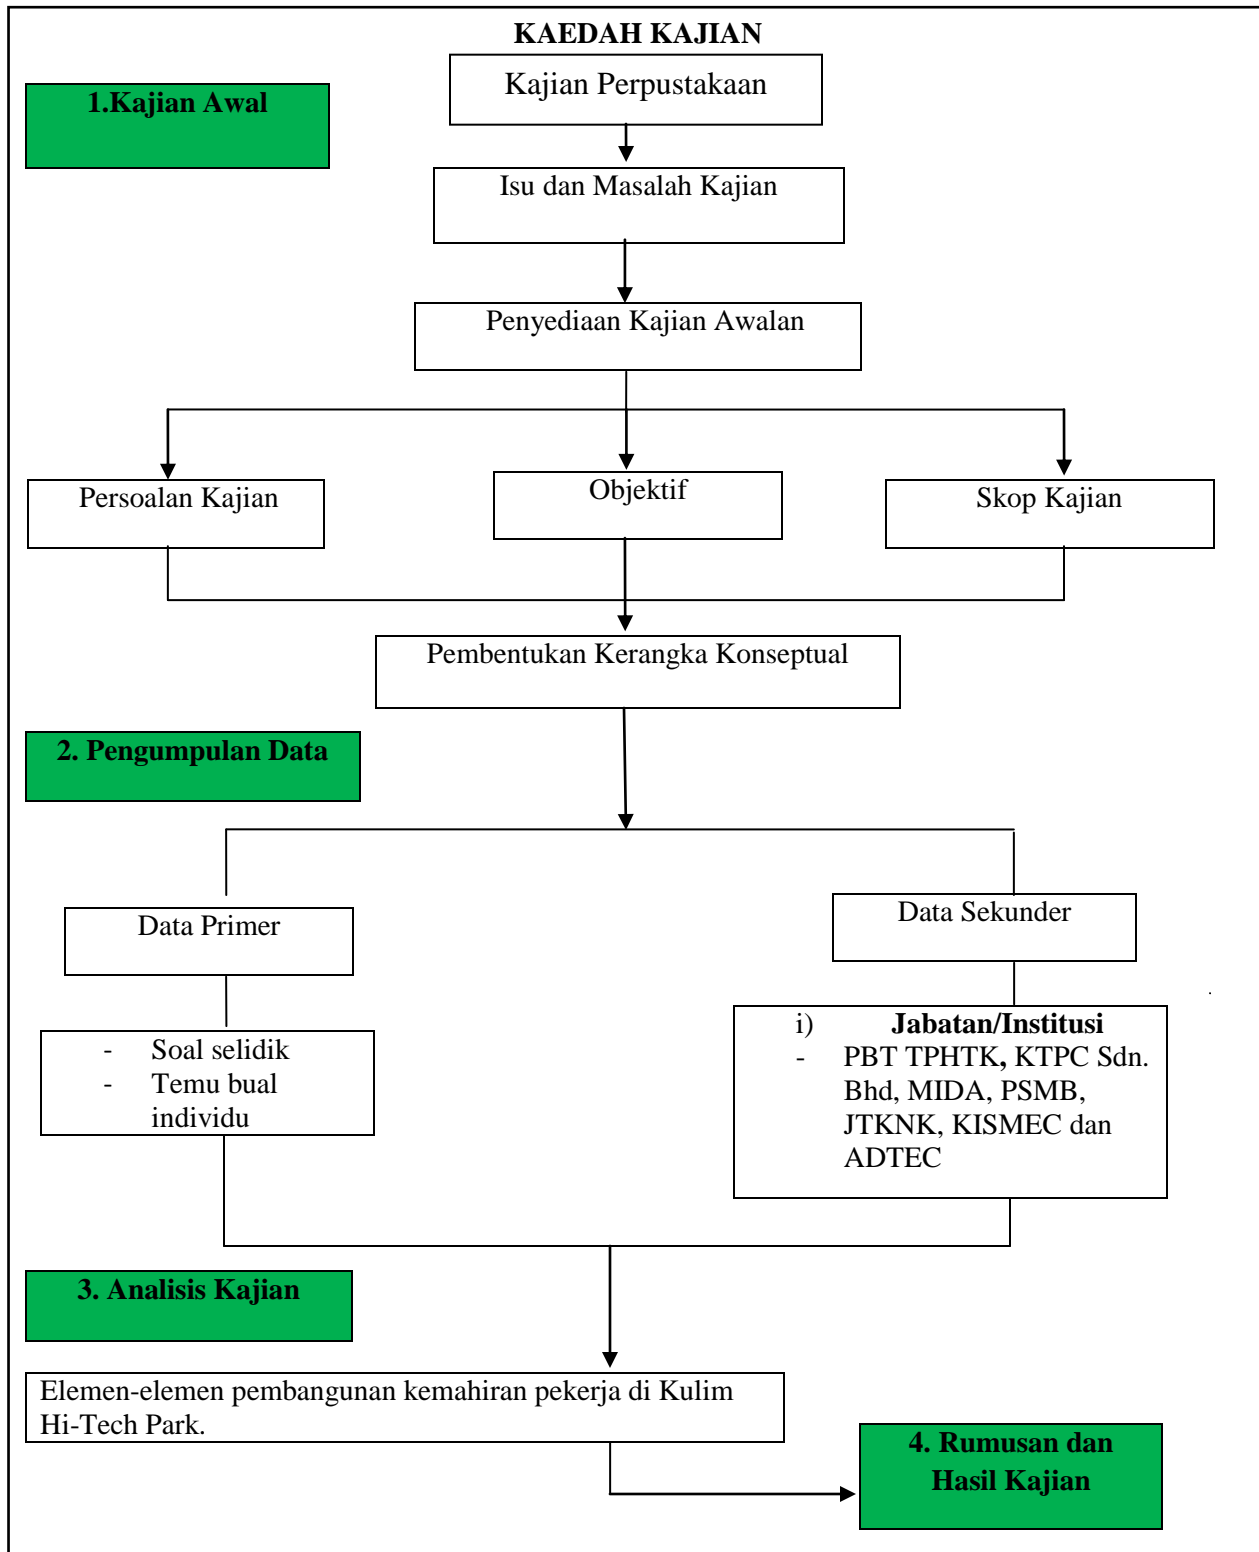 KAEDAH KAJIAN
Kajian Perpustakaan
1.Kajian Awal
Isu dan Masalah Kajian
Penyediaan Kajian Awalan
Persoalan Kajian
Objektif
Skop Kajian
Pembentukan Kerangka Konseptual
2. Pengumpulan Data
Data Primer
Data Sekunder
- Soal selidik
- Temu bual
individu
i) Jabatan/Institusi
- PBT TPHTK, KTPC Sdn.
Bhd, MIDA, PSMB,
JTKNK, KISMEC dan
ADTEC
3. Analisis Kajian
Elemen-elemen pembangunan kemahiran pekerja di Kulim
Hi-Tech Park.
4. Rumusan dan
Hasil Kajian